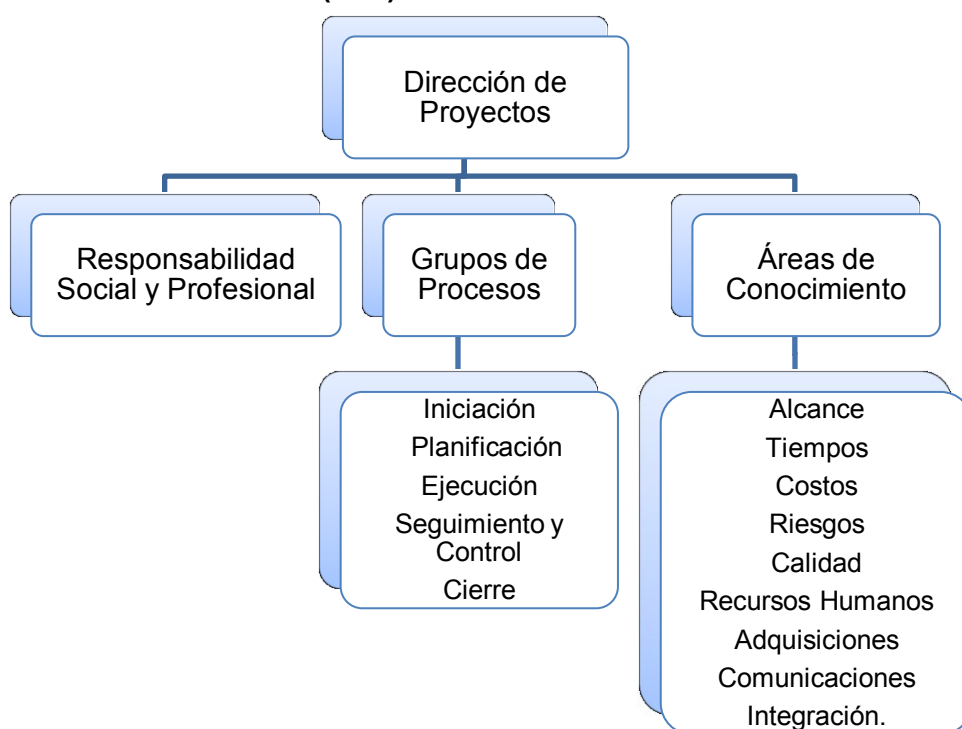 Dirección de
Proyectos
Responsabilidad
Social y Profesional
Grupos de
Procesos
Áreas de
Conocimiento
Iniciación
Planificación
Ejecución
Seguimiento y
Control
Cierre
Alcance
Tiempos
Costos
Riesgos
Calidad
Recursos Humanos
Adquisiciones
Comunicaciones
Integración.